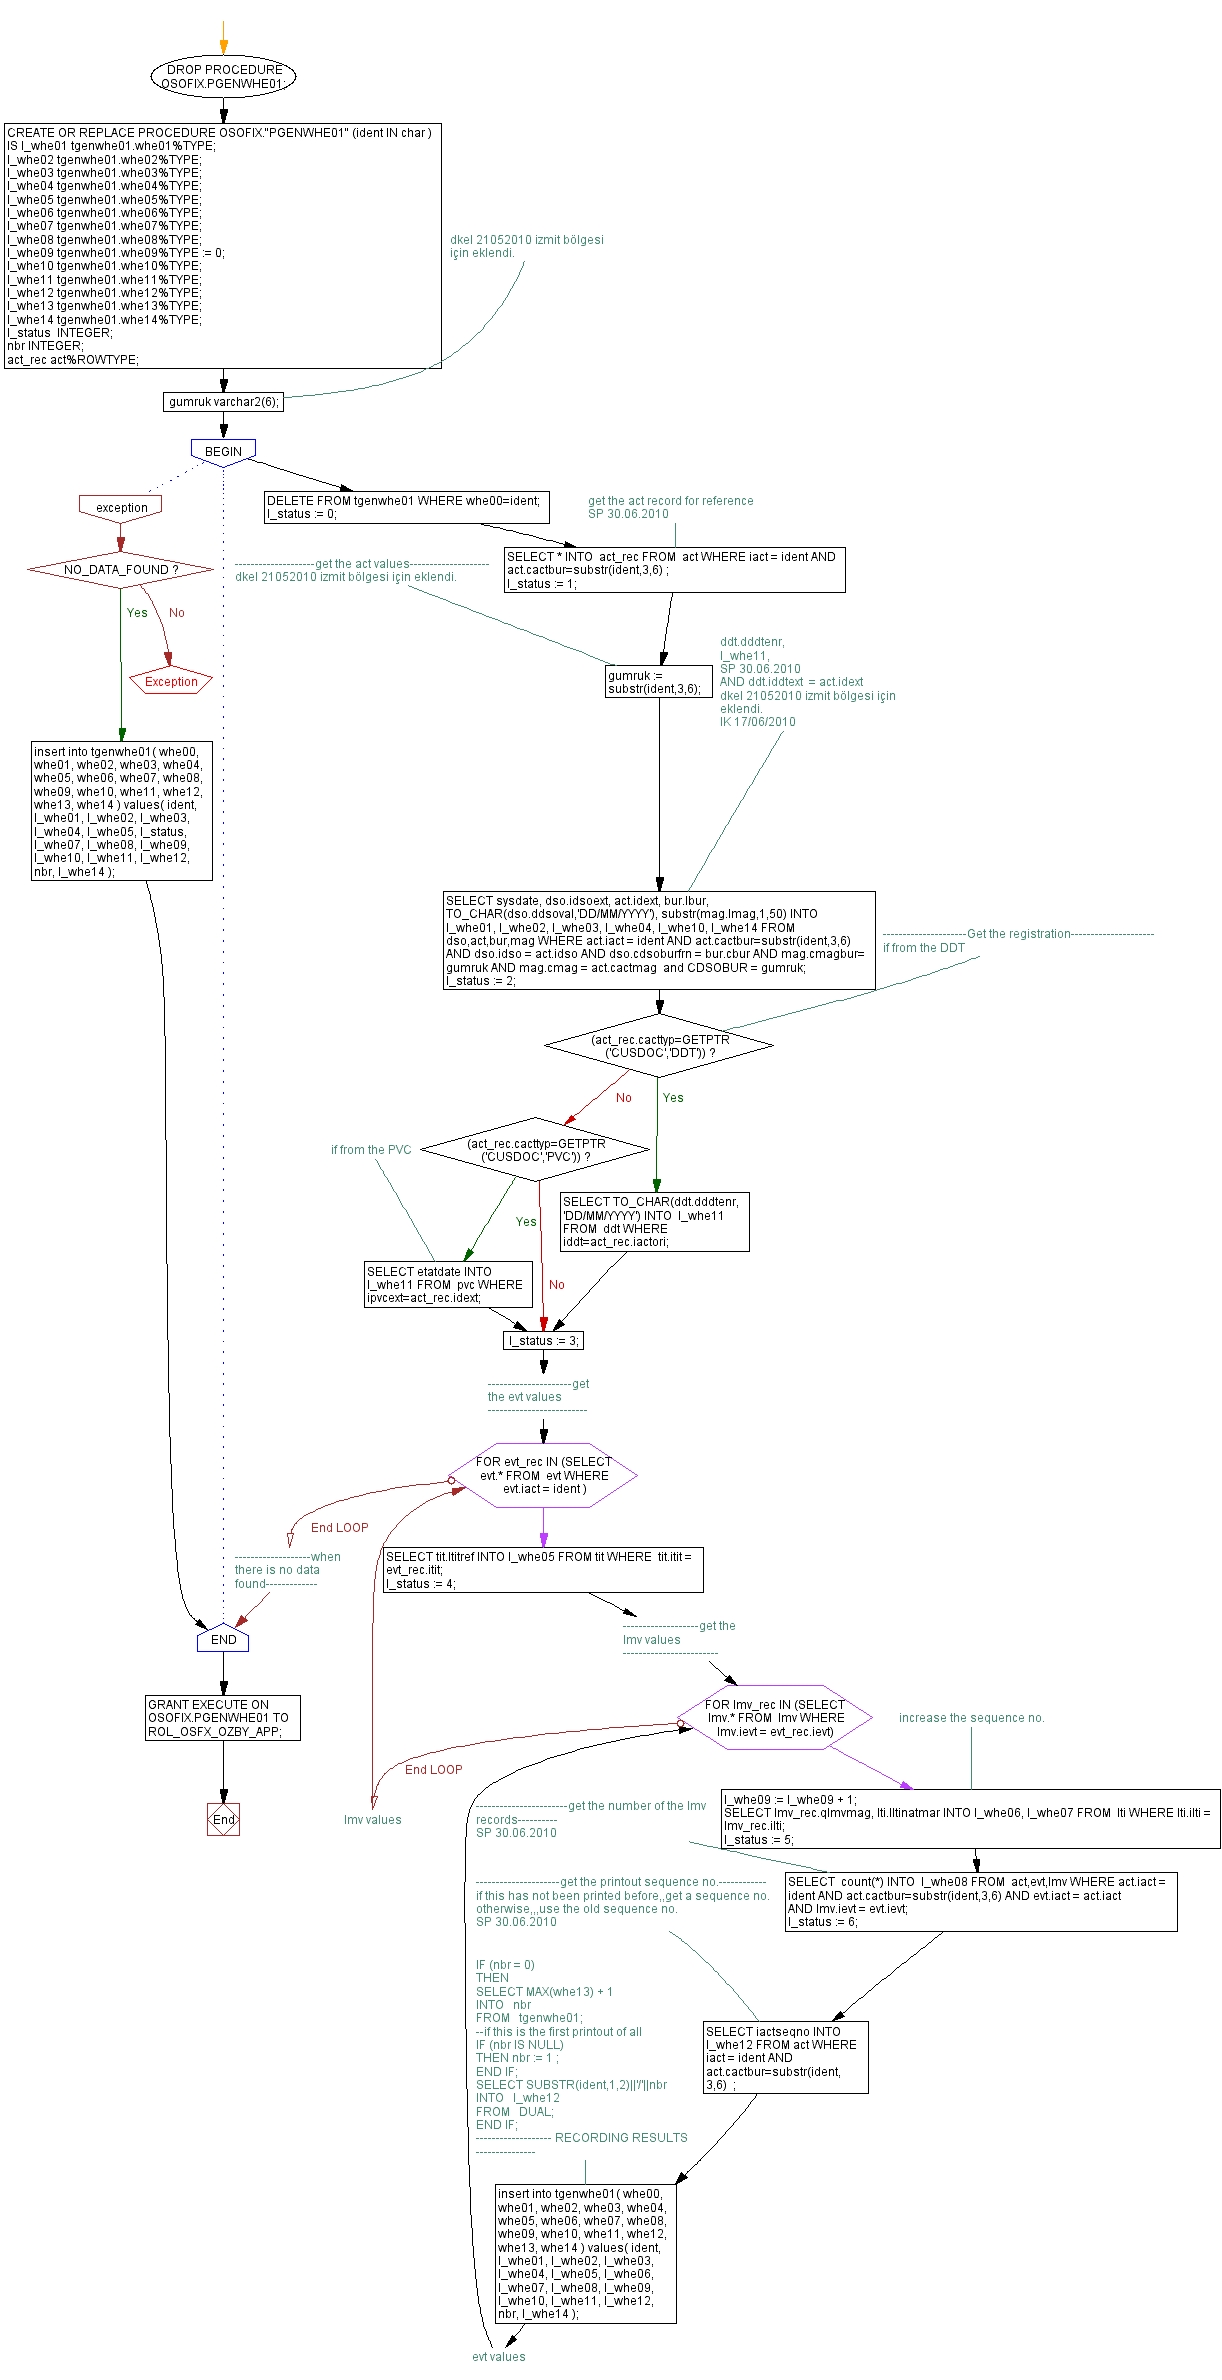 DROP PROCEDURE
OSOFIX.PGENWHE01;
CREATE OR REPLACE PROCEDURE OSOFIX."PGENWHE01" (ident IN char )
IS l_whe01 tgenwhe01.whe01%TYPE;
l_whe02 tgenwhe01.whe02%TYPE;
l_whe03 tgenwhe01.whe03%TYPE;
l_whe04 tgenwhe01.whe04%TYPE;
l_whe05 tgenwhe01.whe05%TYPE;
l_whe06 tgenwhe01.whe06%TYPE;
l_whe07 tgenwhe01.whe07%TYPE;
l_whe08 tgenwhe01.whe08%TYPE;
l_whe09 tgenwhe01.whe09%TYPE := 0;
l_whe10 tgenwhe01.whe10%TYPE;
l_whe11 tgenwhe01.whe11%TYPE;
l_whe12 tgenwhe01.whe12%TYPE;
l_whe13 tgenwhe01.whe13%TYPE;
l_whe14 tgenwhe01.whe14%TYPE;
l_status INTEGER;
nbr INTEGER;
act_rec act%ROWTYPE;
dkel 21052010 izmit bölgesi
için eklendi.
gumruk varchar2(6);
BEGIN
exception
NO_DATA_FOUND ?
Yes
No
Exception
insert into tgenwhe01( whe00,
whe01, whe02, whe03, whe04,
whe05, whe06, whe07, whe08,
whe09, whe10, whe11, whe12,
whe13, whe14 ) values( ident,
l_whe01, l_whe02, l_whe03,
l_whe04, l_whe05, l_status,
l_whe07, l_whe08, l_whe09,
l_whe10, l_whe11, l_whe12,
nbr, l_whe14 );
DELETE FROM tgenwhe01 WHERE whe00=ident;
l_status := 0;
get the act record for reference
SP 30.06.2010
SELECT * INTO act_rec FROM act WHERE iact = ident AND
act.cactbur=substr(ident,3,6) ;
l_status := 1;
--------------------get the act values--------------------
dkel 21052010 izmit bölgesi için eklendi.
gumruk :=
substr(ident,3,6);
ddt.dddtenr,
l_whe11,
SP 30.06.2010
AND ddt.iddtext = act.idext
dkel 21052010 izmit bölgesi için
eklendi.
IK 17/06/2010
SELECT sysdate, dso.idsoext, act.idext, bur.lbur,
TO_CHAR(dso.ddsoval,'DD/MM/YYYY'), substr(mag.lmag,1,50) INTO
l_whe01, l_whe02, l_whe03, l_whe04, l_whe10, l_whe14 FROM
dso,act,bur,mag WHERE act.iact = ident AND act.cactbur=substr(ident,3,6)
AND dso.idso = act.idso AND dso.cdsoburfrn = bur.cbur AND mag.cmagbur=
gumruk AND mag.cmag = act.cactmag and CDSOBUR = gumruk;
l_status := 2;
---------------------Get the registration---------------------
if from the DDT
(act_rec.cacttyp=GETPTR
('CUSDOC','DDT')) ?
No
Yes
if from the PVC
(act_rec.cacttyp=GETPTR
('CUSDOC','PVC')) ?
SELECT TO_CHAR(ddt.dddtenr,
'DD/MM/YYYY') INTO l_whe11
FROM ddt WHERE
iddt=act_rec.iactori;
Yes
SELECT etatdate INTO
l_whe11 FROM pvc WHERE
ipvcext=act_rec.idext;
No
l_status := 3;
---------------------get
the evt values
-------------------------
FOR evt_rec IN (SELECT
evt.* FROM evt WHERE
evt.iact = ident )
End LOOP
-------------------when
there is no data
found-------------
SELECT tit.ltitref INTO l_whe05 FROM tit WHERE tit.itit =
evt_rec.itit;
l_status := 4;
END
-------------------get the
lmv values
------------------------
GRANT EXECUTE ON
OSOFIX.PGENWHE01 TO
ROL_OSFX_OZBY_APP;
End
FOR lmv_rec IN (SELECT
lmv.* FROM lmv WHERE
lmv.ievt = evt_rec.ievt)
increase the sequence no.
End LOOP
lmv values
l_whe09 := l_whe09 + 1;
SELECT lmv_rec.qlmvmag, lti.lltinatmar INTO l_whe06, l_whe07 FROM lti WHERE lti.ilti =
lmv_rec.ilti;
l_status := 5;
-----------------------get the number of the lmv
records----------
SP 30.06.2010
SELECT count(*) INTO l_whe08 FROM act,evt,lmv WHERE act.iact =
ident AND act.cactbur=substr(ident,3,6) AND evt.iact = act.iact
AND lmv.ievt = evt.ievt;
l_status := 6;
---------------------get the printout sequence no.------------
if this has not been printed before,,get a sequence no.
otherwise,,,use the old sequence no.
SP 30.06.2010
IF (nbr = 0)
THEN
SELECT MAX(whe13) + 1
INTO nbr
FROM tgenwhe01;
--if this is the first printout of all
IF (nbr IS NULL)
THEN nbr := 1 ;
END IF;
SELECT SUBSTR(ident,1,2)||'/'||nbr
INTO l_whe12
FROM DUAL;
END IF;
------------------- RECORDING RESULTS
---------------
SELECT iactseqno INTO
l_whe12 FROM act WHERE
iact = ident AND
act.cactbur=substr(ident,
3,6) ;
insert into tgenwhe01( whe00,
whe01, whe02, whe03, whe04,
whe05, whe06, whe07, whe08,
whe09, whe10, whe11, whe12,
whe13, whe14 ) values( ident,
l_whe01, l_whe02, l_whe03,
l_whe04, l_whe05, l_whe06,
l_whe07, l_whe08, l_whe09,
l_whe10, l_whe11, l_whe12,
nbr, l_whe14 );
evt values